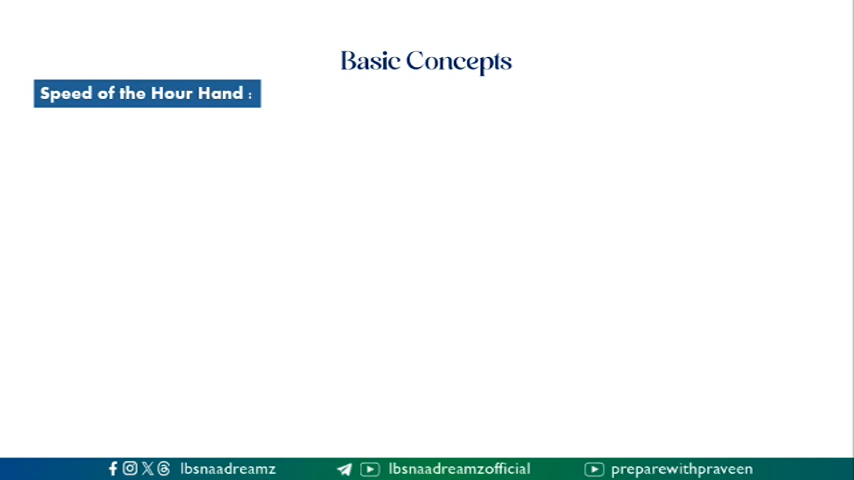 Basic Concepts
Speed of the Hour Hand :
lbsnaadreamz lbsnaadreamzofficial preparewithpraveen